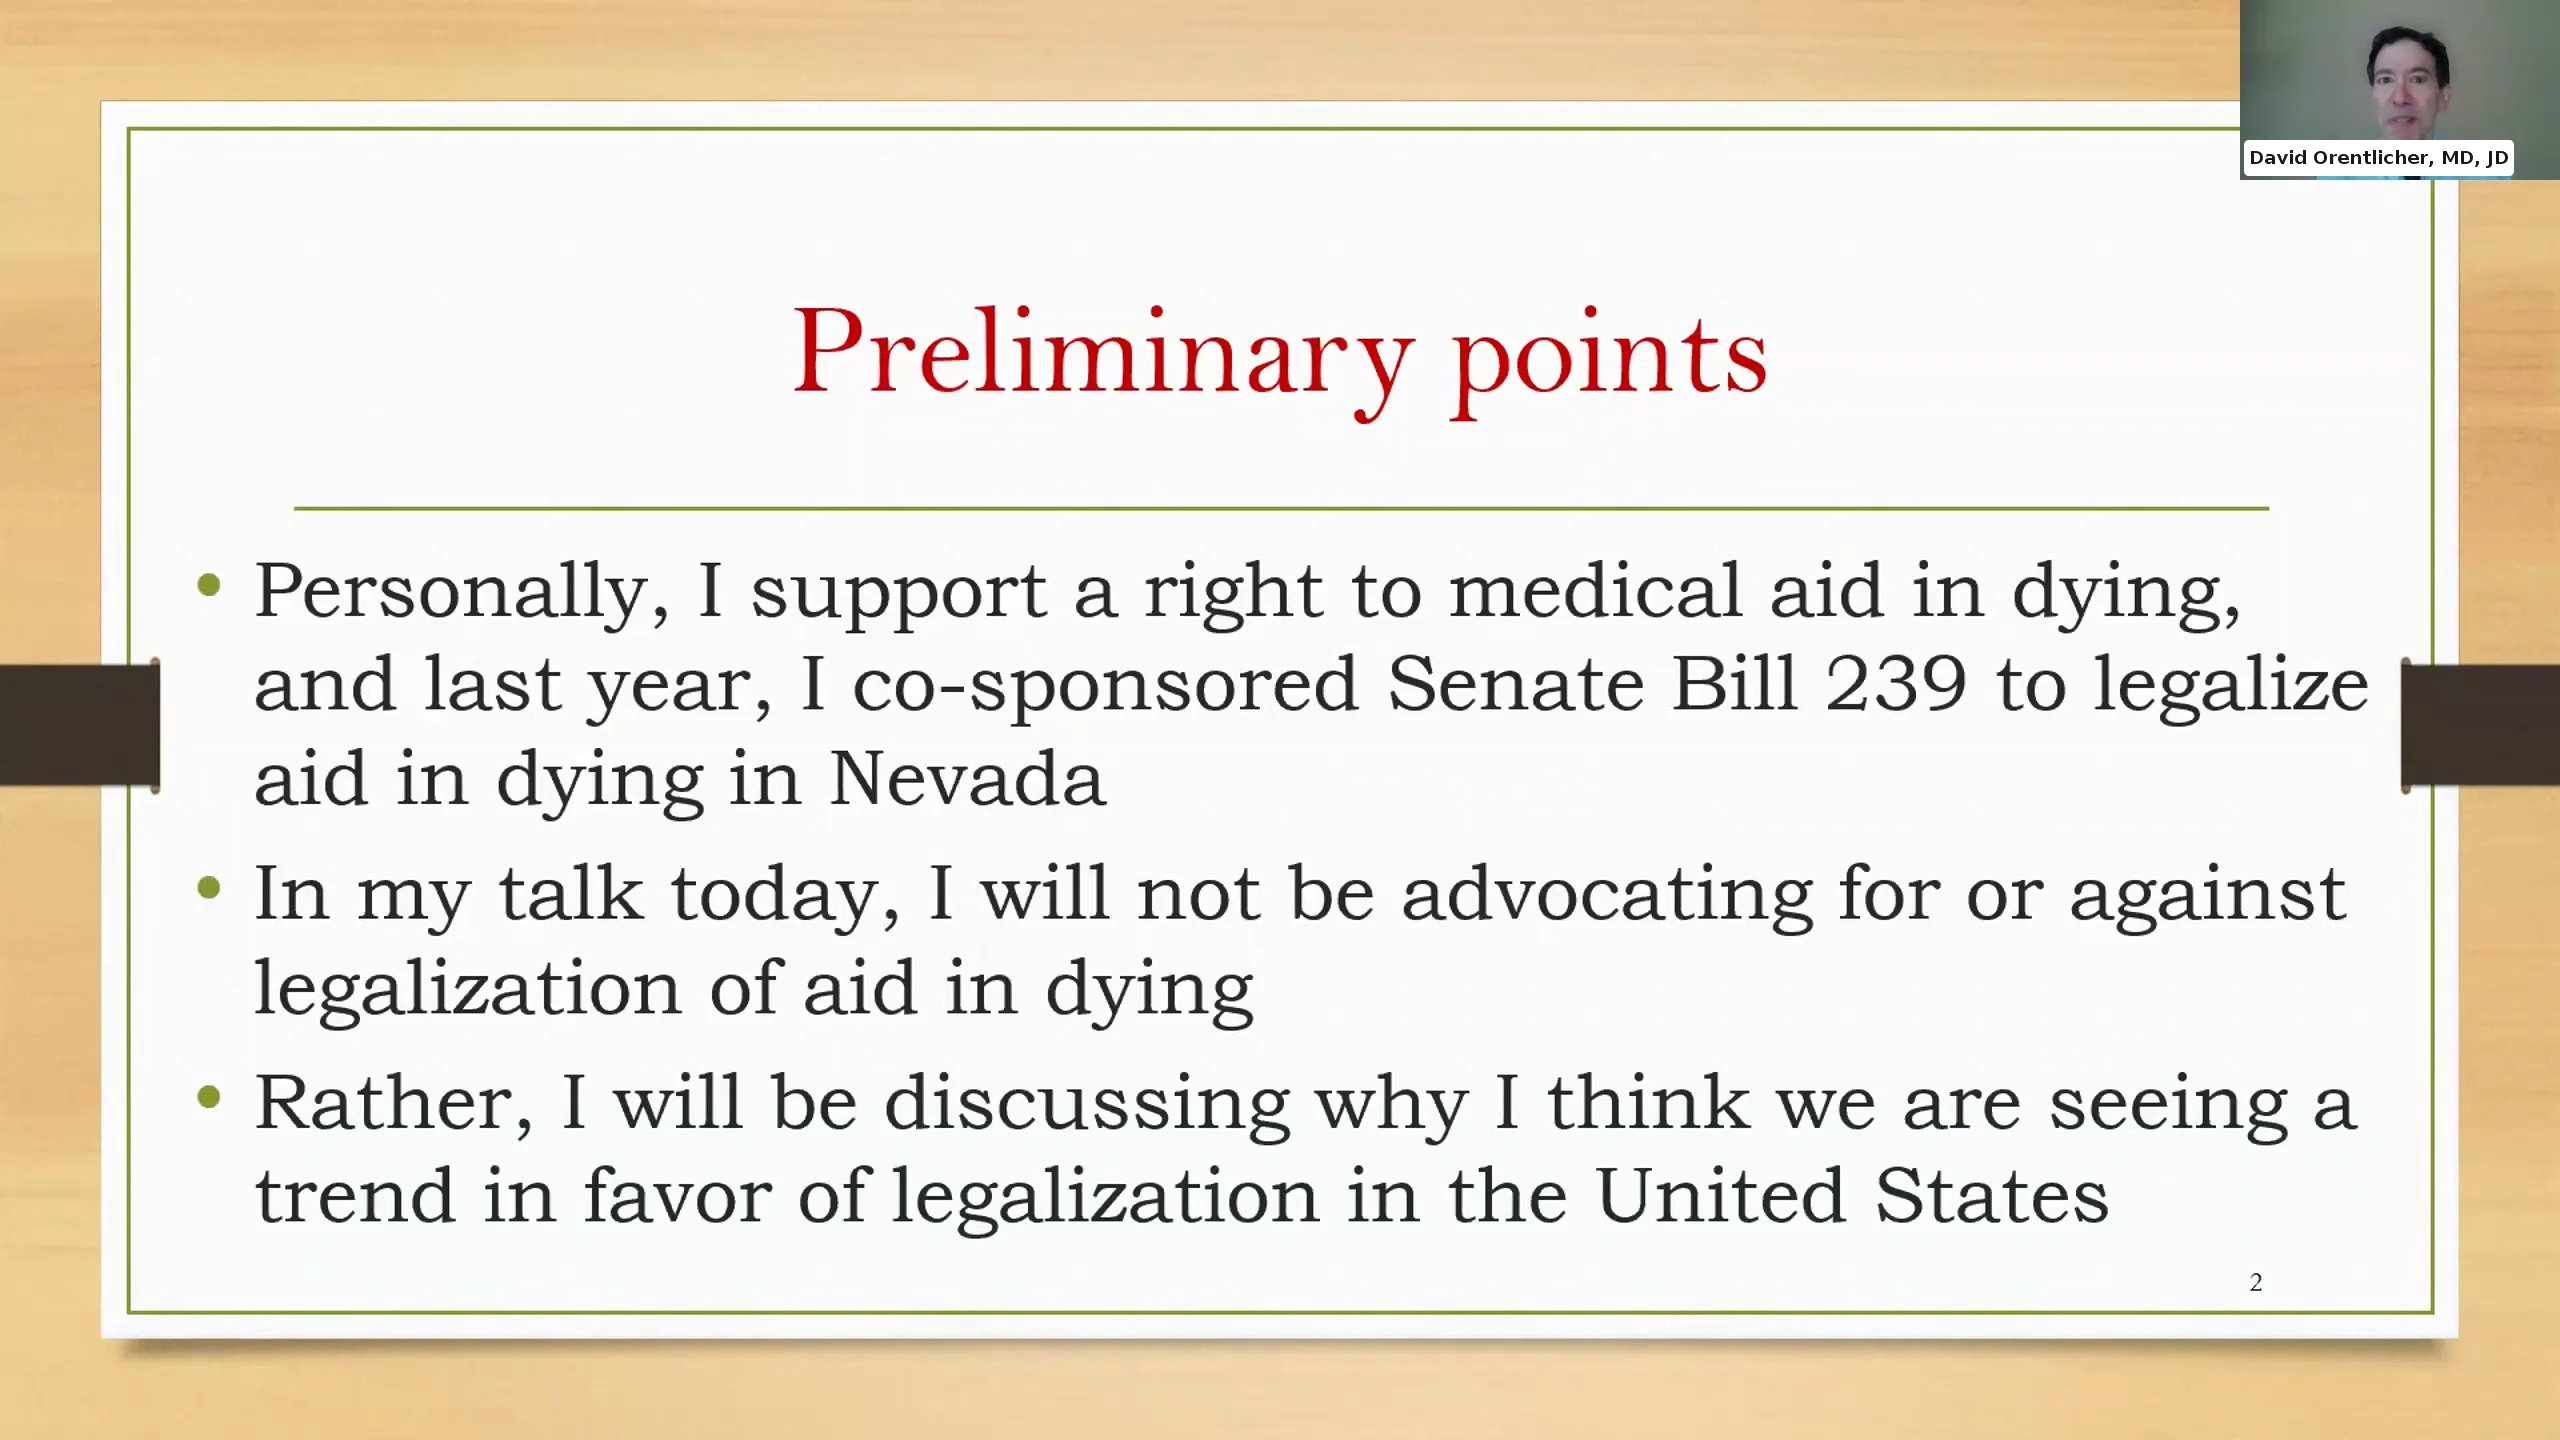 David Orentlicher, MD, JD
Preliminary points
• Personally, I support a right to medical aid in dying,
and last year, I co-sponsored Senate Bill 239 to legalize
aid in dying in Nevada
• In my talk today, I will not be advocating for or against
legalization of aid in dying
• Rather, I will be discussing why I think we are seeing a
trend in favor of legalization in the United States
2